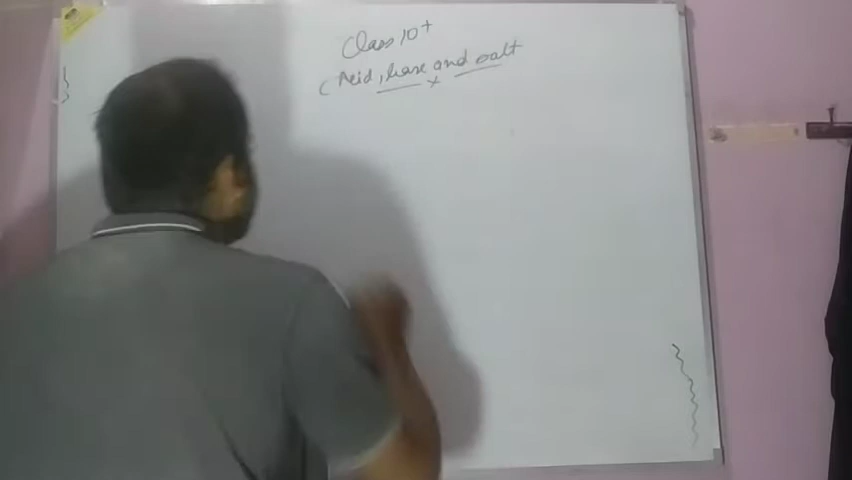 Class 10+
( Acid, base and salt